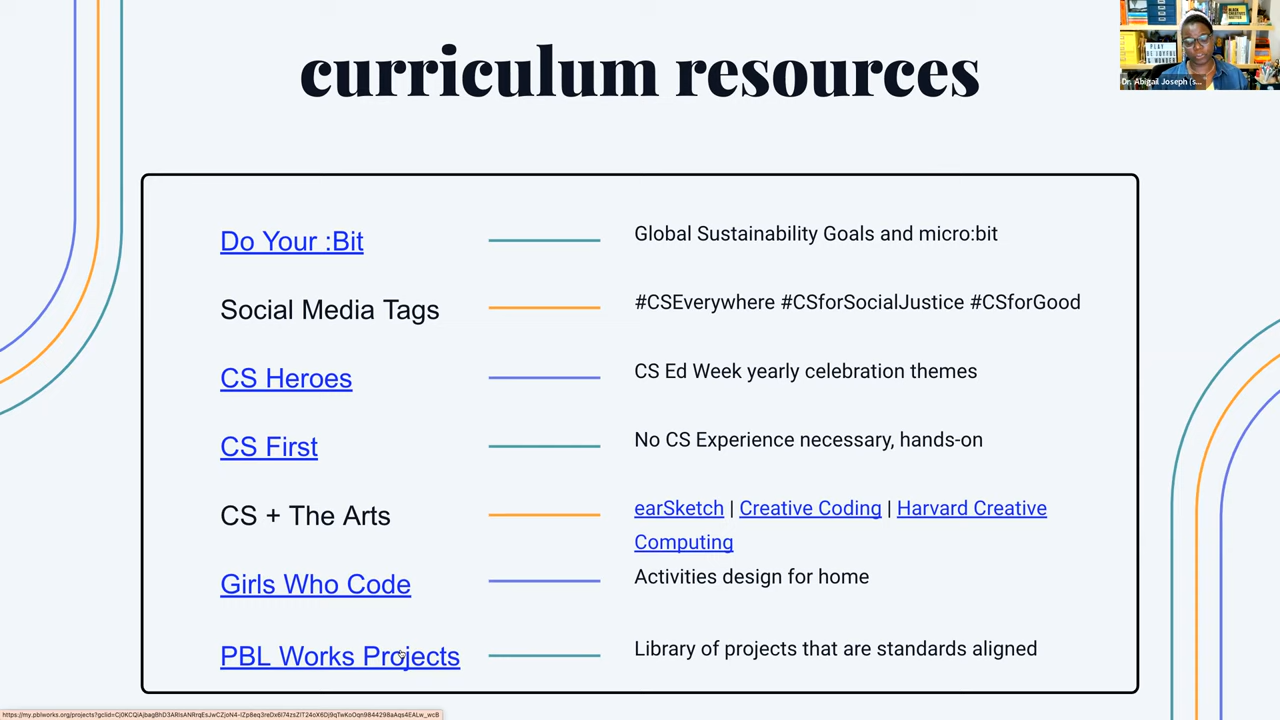 curriculum resources
Dr. Abigail Joseph (s...
PLAY
Do Your :Bit
Global Sustainability Goals and micro:bit
Social Media Tags
#CSEverywhere #CSforSocialJustice #CSforGood
CS Heroes
CS Ed Week yearly celebration themes
CS First
No CS Experience necessary, hands-on
CS + The Arts
earSketch | Creative Coding | Harvard Creative
Computing
Girls Who Code
Activities design for home
PBL Works Projects
Library of projects that are standards aligned